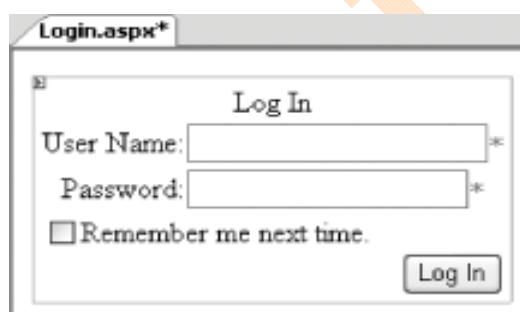 Login.aspx*
Log In
User Name: *
Password: *
Remember me next time.
Log In